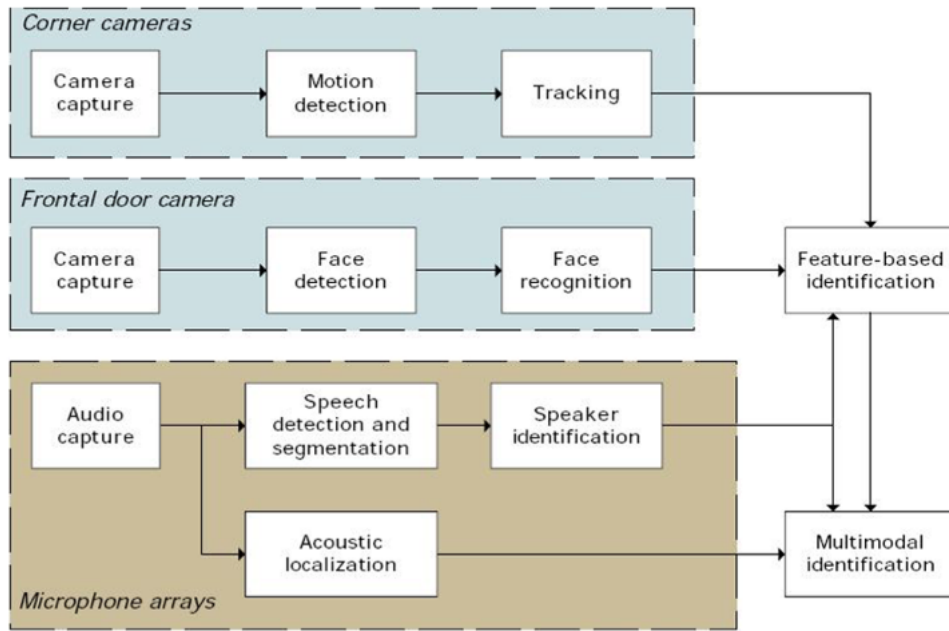 Corner cameras
Camera
capture
Motion
detection
Tracking
Frontal door camera
Camera
capture
Face
detection
Face
recognition
Feature-based
identification
Audio
capture
Speech
detection and
segmentation
Speaker
identification
Acoustic
localization
Multimodal
identification
Microphone arrays